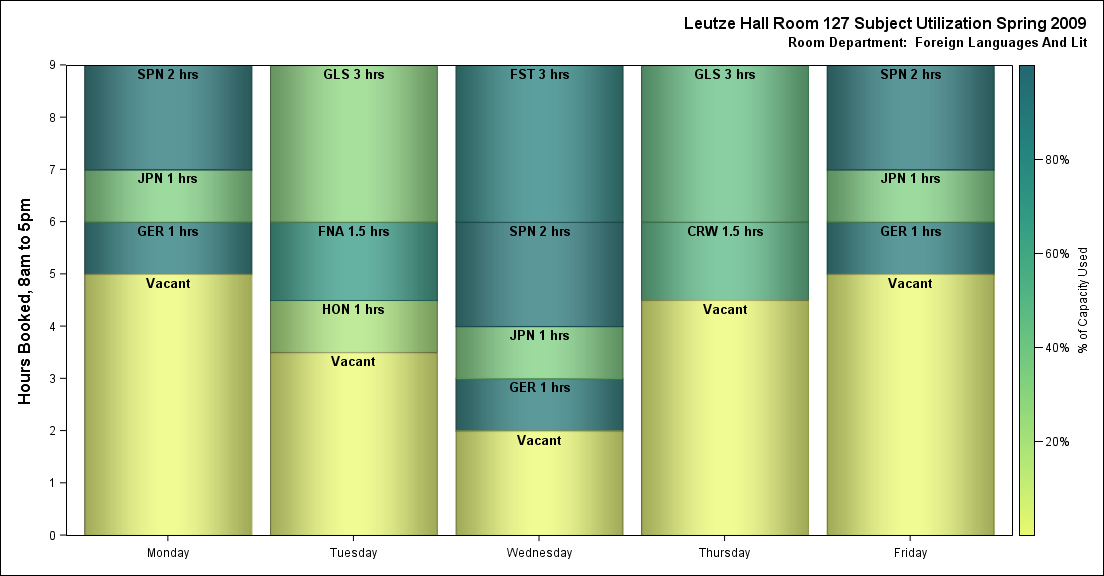 Leutze Hall Room 127 Subject Utilization Spring 2009
Room Department: Foreign Languages And Lit
Hours Booked, 8am to 5pm
9
8
7
6
5
4
3
2
1
0
SPN 2 hrs
JPN 1 hrs
GER 1 hrs
Vacant
GLS 3 hrs
FNA 1.5 hrs
HON 1 hrs
Vacant
FST 3 hrs
SPN 2 hrs
JPN 1 hrs
GER 1 hrs
Vacant
GLS 3 hrs
CRW 1.5 hrs
Vacant
SPN 2 hrs
JPN 1 hrs
GER 1 hrs
Vacant
Monday
Tuesday
Wednesday
Thursday
Friday
80%
60%
40%
20%
% of Capacity Used